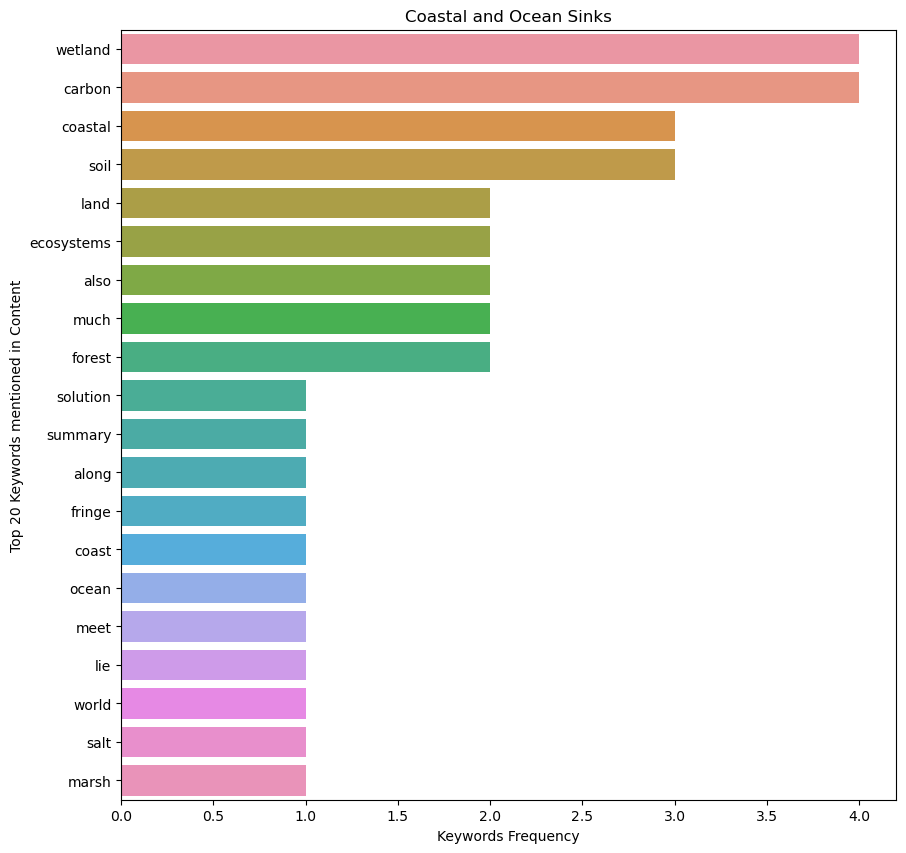 Coastal and Ocean Sinks
Top 20 Keywords mentioned in Content
wetland
carbon
coastal
soil
land
ecosystems
also
much
forest
solution
summary
along
fringe
coast
ocean
meet
lie
world
salt
marsh
0.0 0.5 1.0 1.5 2.0 2.5 3.0 3.5 4.0
Keywords Frequency